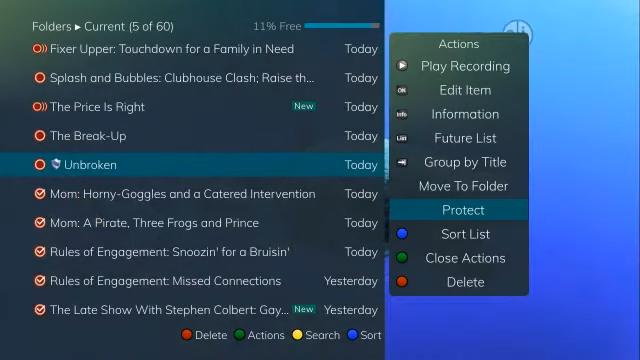 Folders ▸ Current (5 of 60) 11% Free
Fixer Upper: Touchdown for a Family in Need Today
Splash and Bubbles: Clubhouse Clash; Raise th... Today
The Price Is Right New Today
The Break-Up Today
Unbroken Today
Mom: Horny-Goggles and a Catered Intervention Today
Mom: A Pirate, Three Frogs and Prince Today
Rules of Engagement: Snoozin' for a Bruisin' Today
Rules of Engagement: Missed Connections Yesterday
The Late Show With Stephen Colbert: Gay... New Yesterday
Delete Actions Search Sort
Actions
Play Recording
OK Edit Item
Info Information
List Future List
Group by Title
Move To Folder
Protect
Sort List
Close Actions
Delete